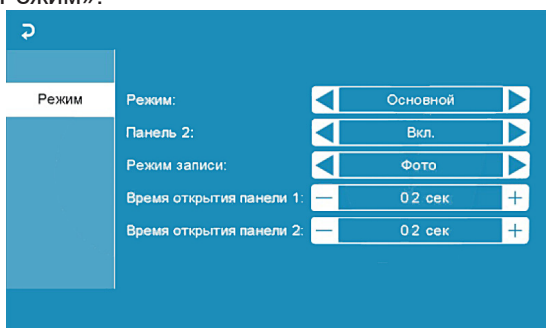 Режим».
Режим
Режим: Основной
Панель 2: Вкл.
Режим записи: Фото
Время открытия панели 1: — 02 сек +
Время открытия панели 2: — 02 сек +